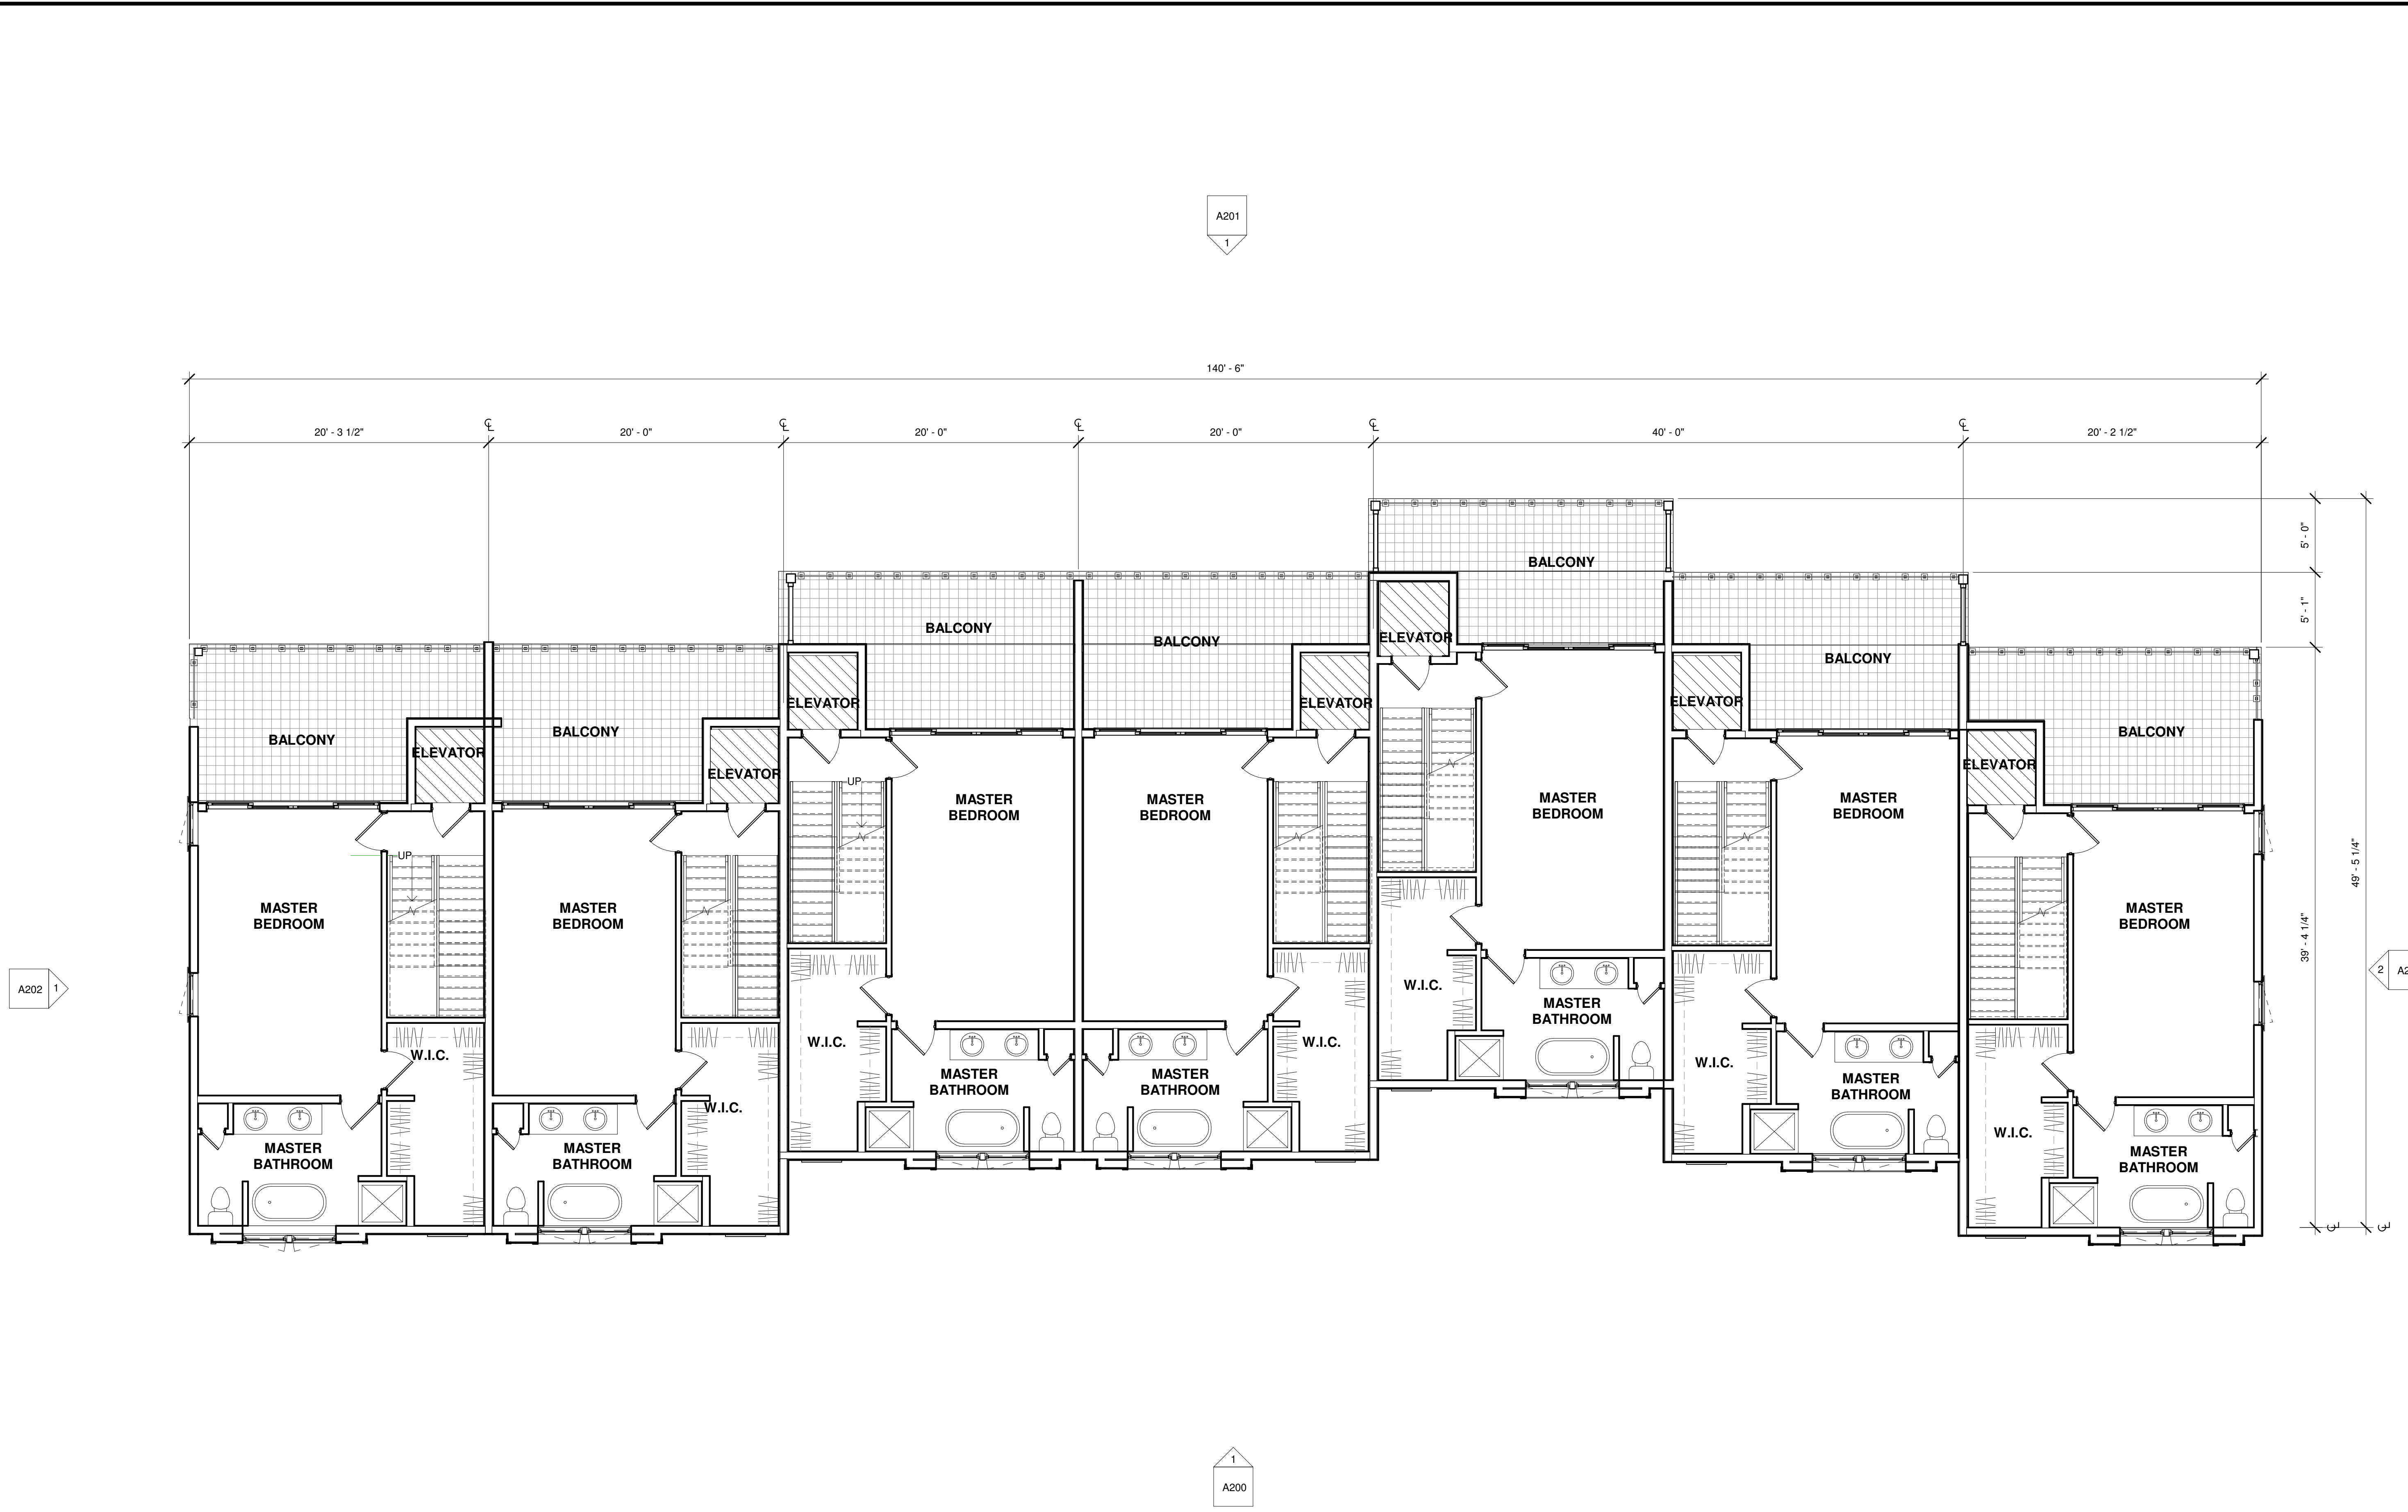 A201
1
140' - 6"
20' - 3 1/2"
20' - 0"
20' - 0"
20' - 0"
40' - 0"
20' - 2 1/2"
5' - 0"
5' - 1"
39' - 4 1/4"
49' - 5 1/4"
BALCONY
BALCONY
BALCONY
BALCONY
BALCONY
BALCONY
BALCONY
ELEVATOR
ELEVATOR
ELEVATOR
ELEVATOR
ELEVATOR
ELEVATOR
ELEVATOR
UP
UP
MASTER
BEDROOM
MASTER
BEDROOM
MASTER
BEDROOM
MASTER
BEDROOM
MASTER
BEDROOM
MASTER
BEDROOM
MASTER
BEDROOM
A202
1
2
W.I.C.
W.I.C.
W.I.C.
W.I.C.
W.I.C.
W.I.C.
W.I.C.
MASTER
BATHROOM
MASTER
BATHROOM
MASTER
BATHROOM
MASTER
BATHROOM
MASTER
BATHROOM
MASTER
BATHROOM
MASTER
BATHROOM
1
A200